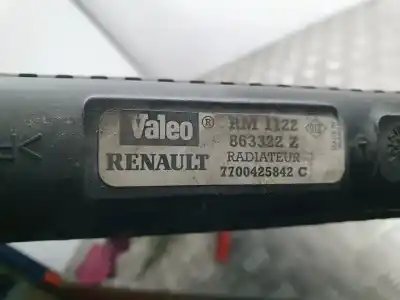 Valeo ® RM 1122
863322 Z
RENAULT RADIATEUR
7700425842 C